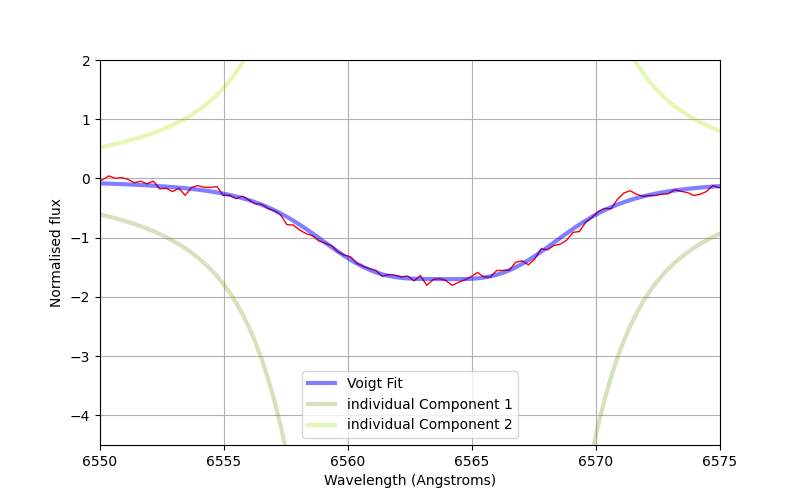 2
1
0
−1
−2
−3
−4
Normalised flux
Voigt Fit
individual Component 1
individual Component 2
6550 6555 6560 6565 6570 6575
Wavelength (Angstroms)